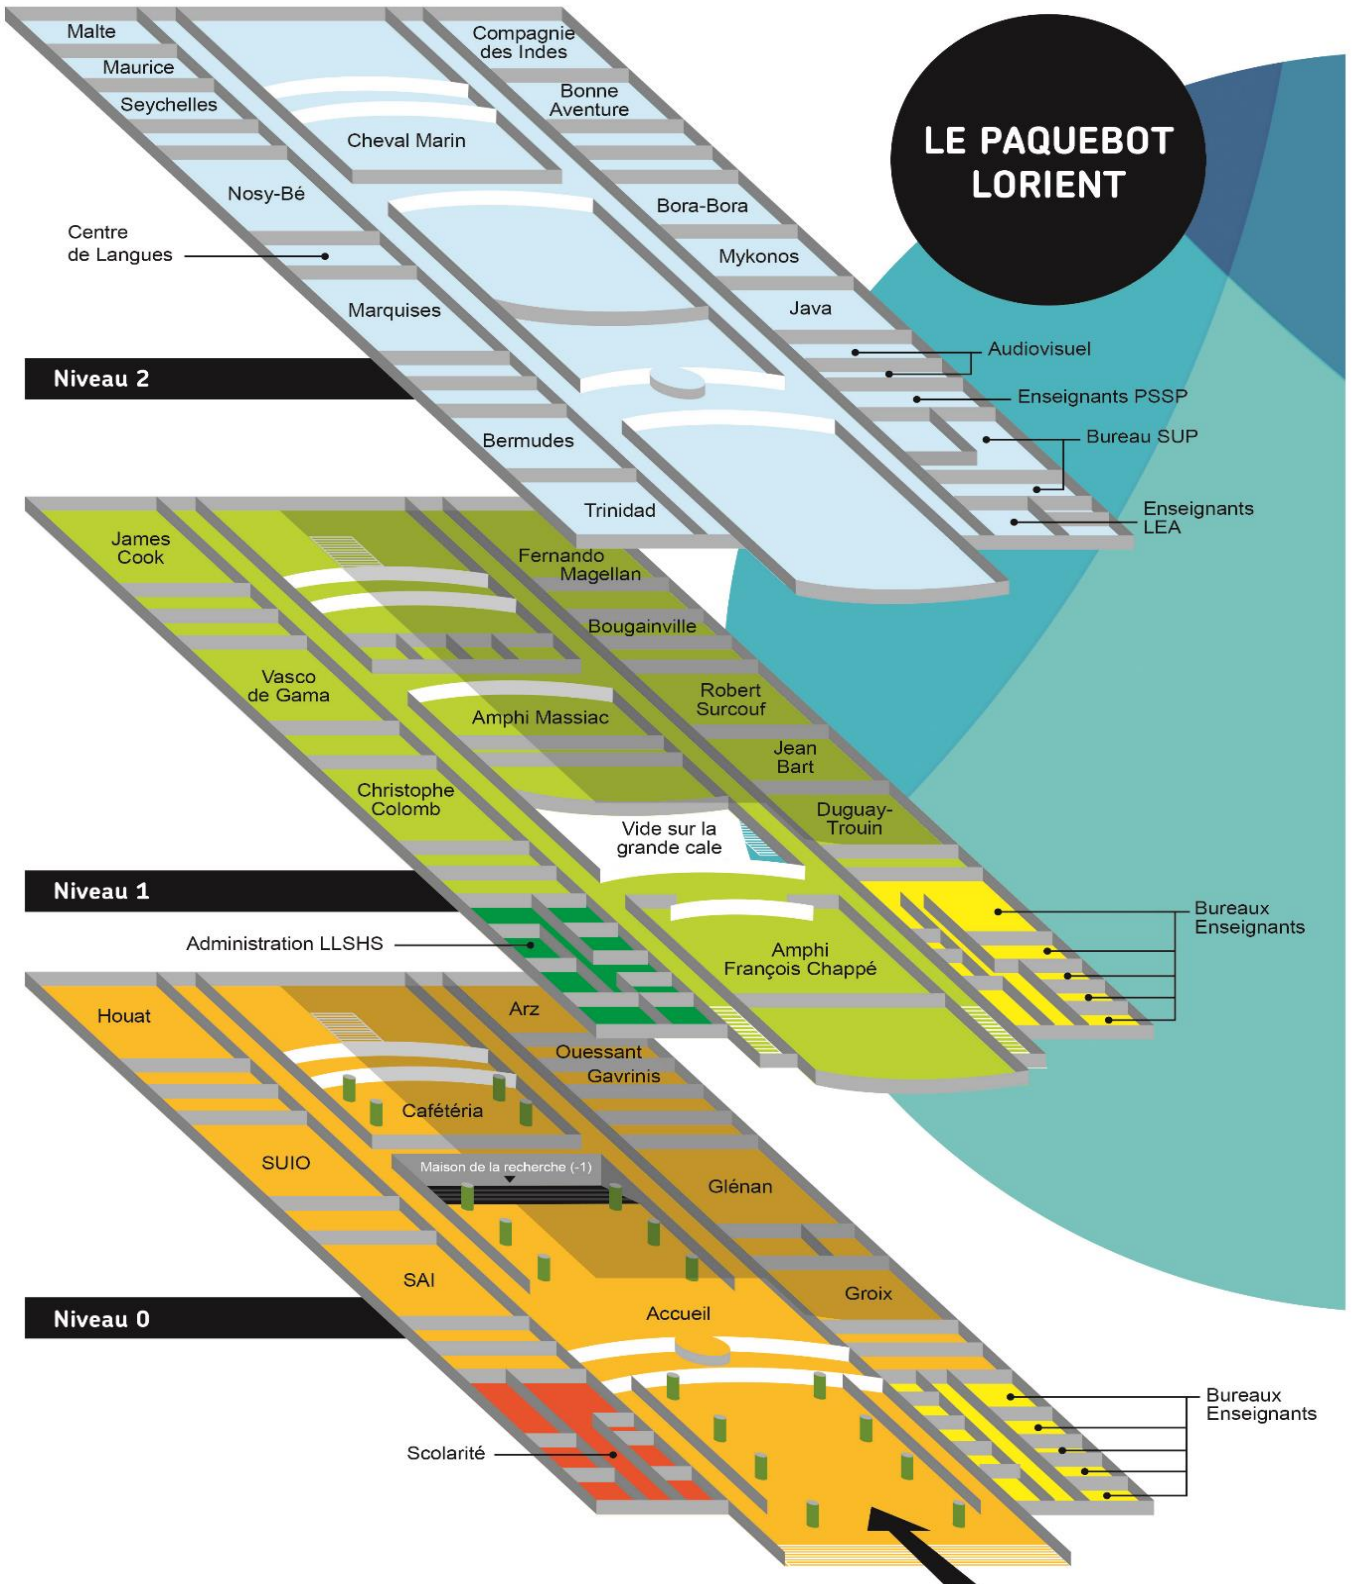 LE PAQUEBOT
LORIENT
Malte
Maurice
Seychelles
Nosy-Bé
Centre
de Langues
Marquises
Bermudes
Trinidad
Cheval Marin
Compagnie
des Indes
Bonne
Aventure
Bora-Bora
Mykonos
Java
Audiovisuel
Enseignants PSSP
Bureau SUP
Enseignants
LEA
Niveau 2
James
Cook
Vasco
de Gama
Christophe
Colomb
Administration LLSHS
Amphi Massiac
Vide sur la
grande cale
Amphi
François Chappé
Fernando
Magellan
Bougainville
Robert
Surcouf
Jean
Bart
Duguay-
Trouin
Bureaux
Enseignants
Niveau 1
Houat
SUIO
SAI
Scolarité
Cafétéria
Maison de la recherche (-1)
Accueil
Arz
Ouessant
Gavrinis
Glénan
Groix
Bureaux
Enseignants
Niveau 0